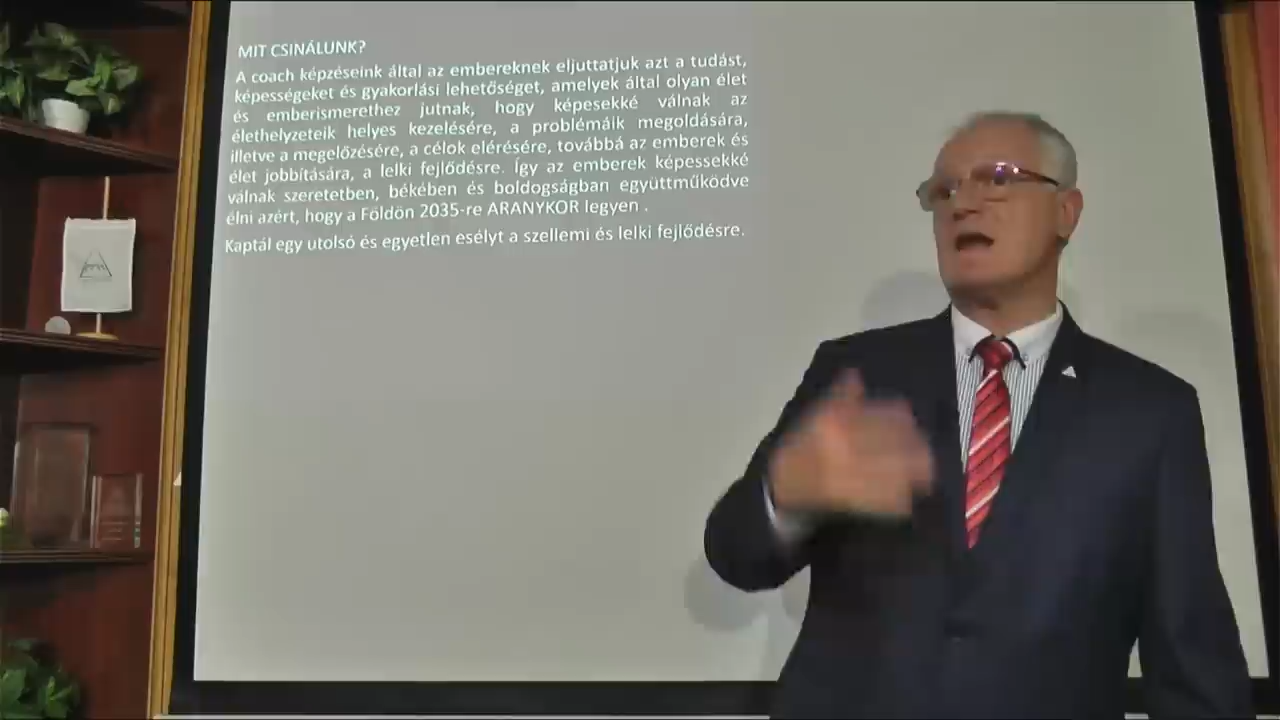 MIT CSINÁLUNK?
A coach képzéseink által az embereknek eljuttatjuk azt a tudást,
képességeket és gyakorlási lehetőséget, amelyek által olyan élet
és emberismerethez jutnak, hogy képesekké válnak az
élethelyzeteik helyes kezelésére, a problémáik megoldására,
illetve a megelőzésére, a célok elérésére, továbbá az emberek és
élet jobbítására, a lelki fejlődésre. Így az emberek képessekké
válnak szeretetben, békében és boldogságban együttműködve
élni azért, hogy a Földön 2035-re ARANYKOR legyen .
Kaptál egy utolsó és egyetlen esélyt a szellemi és lelki fejlődésre.